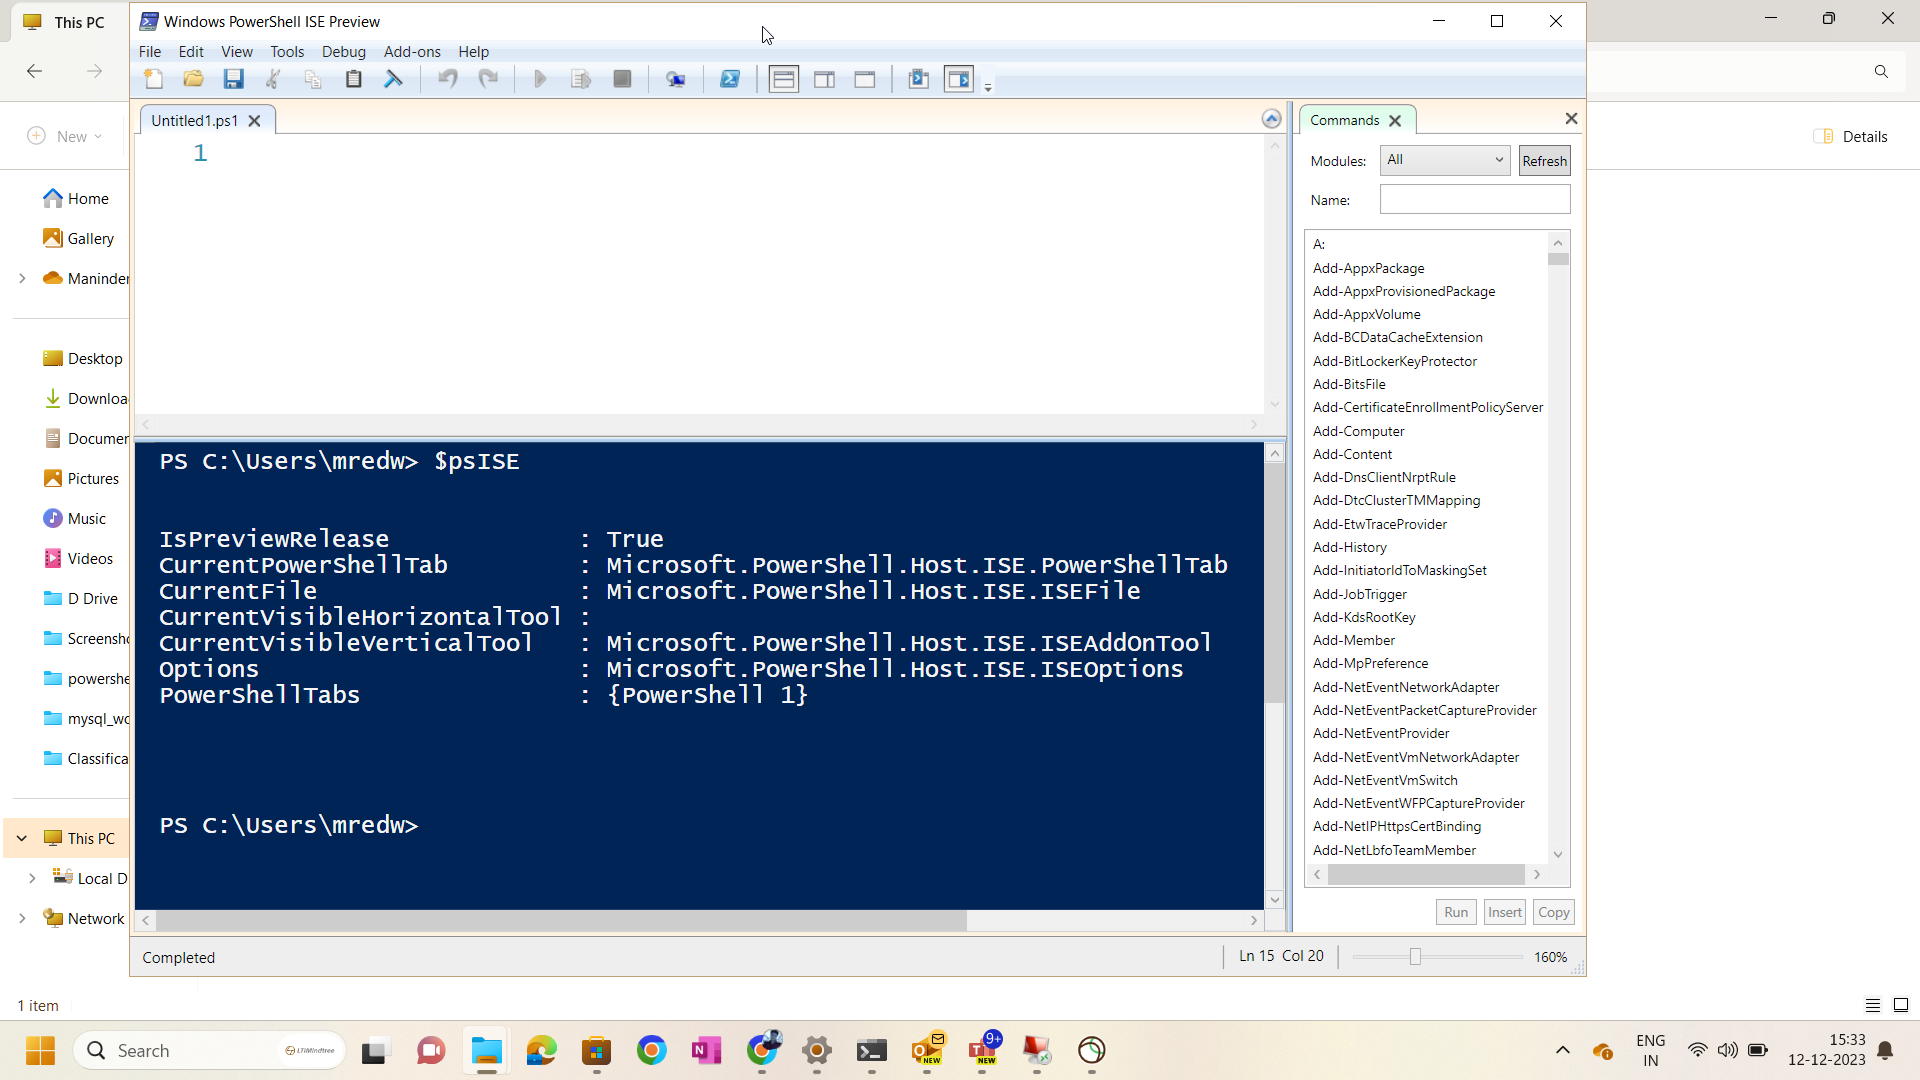 This PC
Windows PowerShell ISE Preview
File Edit View Tools Debug Add-ons Help
Untitled1.ps1
1
New
Details
Home
Gallery
Maninder
Desktop
Downloa
Documer
Pictures
Music
Videos
D Drive
Screensho
powershe
mysql_wo
Classifica
This PC
Local D
Network
1 item
PS C:\Users\mredw> $psISE
IsPreviewRelease : True
CurrentPowerShellTab : Microsoft.PowerShell.Host.ISE.PowerShellTab
CurrentFile : Microsoft.PowerShell.Host.ISE.ISEFile
CurrentVisibleHorizontalTool :
CurrentVisibleVerticalTool : Microsoft.PowerShell.Host.ISE.ISEAddOnTool
Options : Microsoft.PowerShell.Host.ISE.ISEOptions
PowerShellTabs : {PowerShell 1}
PS C:\Users\mredw>
Commands
Modules: All Refresh
Name:
A:
Add-AppxPackage
Add-AppxProvisionedPackage
Add-AppxVolume
Add-BCDataCacheExtension
Add-BitLockerKeyProtector
Add-BitsFile
Add-CertificateEnrollmentPolicyServer
Add-Computer
Add-Content
Add-DnsClientNrptRule
Add-DtcClusterTMMapping
Add-EtwTraceProvider
Add-History
Add-InitiatorIdToMaskingSet
Add-JobTrigger
Add-KdsRootKey
Add-Member
Add-MpPreference
Add-NetEventNetworkAdapter
Add-NetEventPacketCaptureProvider
Add-NetEventProvider
Add-NetEventVmNetworkAdapter
Add-NetEventVmSwitch
Add-NetEventWFPCaptureProvider
Add-NetIPHttpsCertBinding
Add-NetLbfoTeamMember
Run Insert Copy
Completed
Ln 15 Col 20
160%
Search
LTIMindtree
NEW
9+
NEW
ENG
IN
15:33
12-12-2023